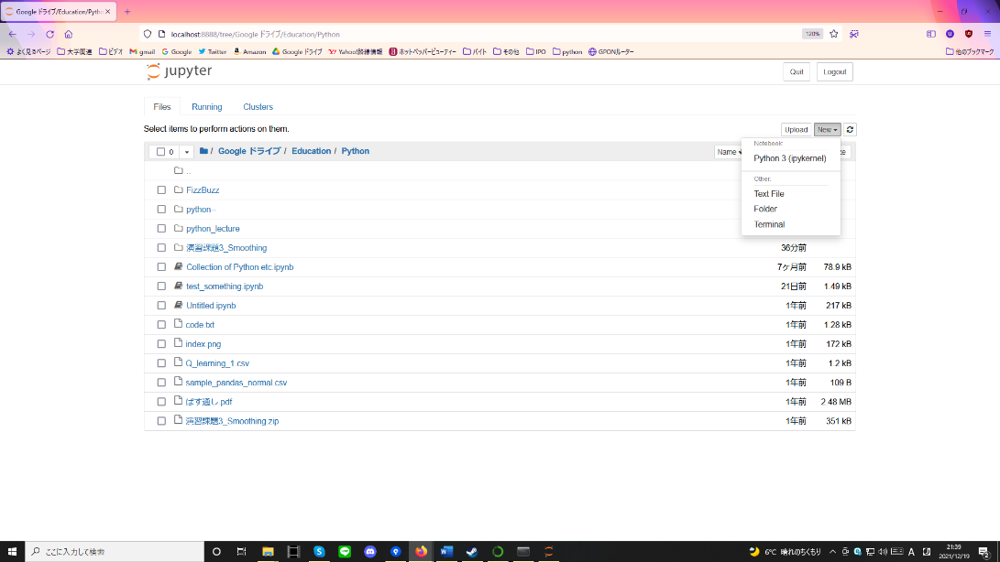 Google ドライブ/Education/Pytho
localhost:8888/tree/Google ドライブ/Education/Python
120%
よく見るページ 大学関連 ビデオ gmail Google Twitter Amazon Google ドライブ Yahoo!路線情報 ホットペッパービューティー バイト その他 IPO python GPONルーター 他のブックマーク
jupyter
Quit Logout
Files Running Clusters
Select items to perform actions on them.
Upload New
0 / Google ドライブ / Education / Python Name
Notebook:
Python 3 (ipykernel)
Other:
Text File
Folder
Terminal
..
FizzBuzz
python--
python_lecture
演習課題3_Smoothing 36分前
Collection of Python etc.ipynb 7ヶ月前 78.9 kB
test_something.ipynb 21日前 1.49 kB
Untitled.ipynb 1年前 217 kB
code.txt 1年前 1.28 kB
index.png 1年前 172 kB
Q_learning_1.csv 1年前 1.2 kB
sample_pandas_normal.csv 1年前 109 B
ぱす通し.pdf 1年前 2.48 MB
演習課題3_Smoothing.zip 1年前 351 kB
ここに入力して検索
6°C 晴れのちくもり
A
21:39
2021/12/19
2